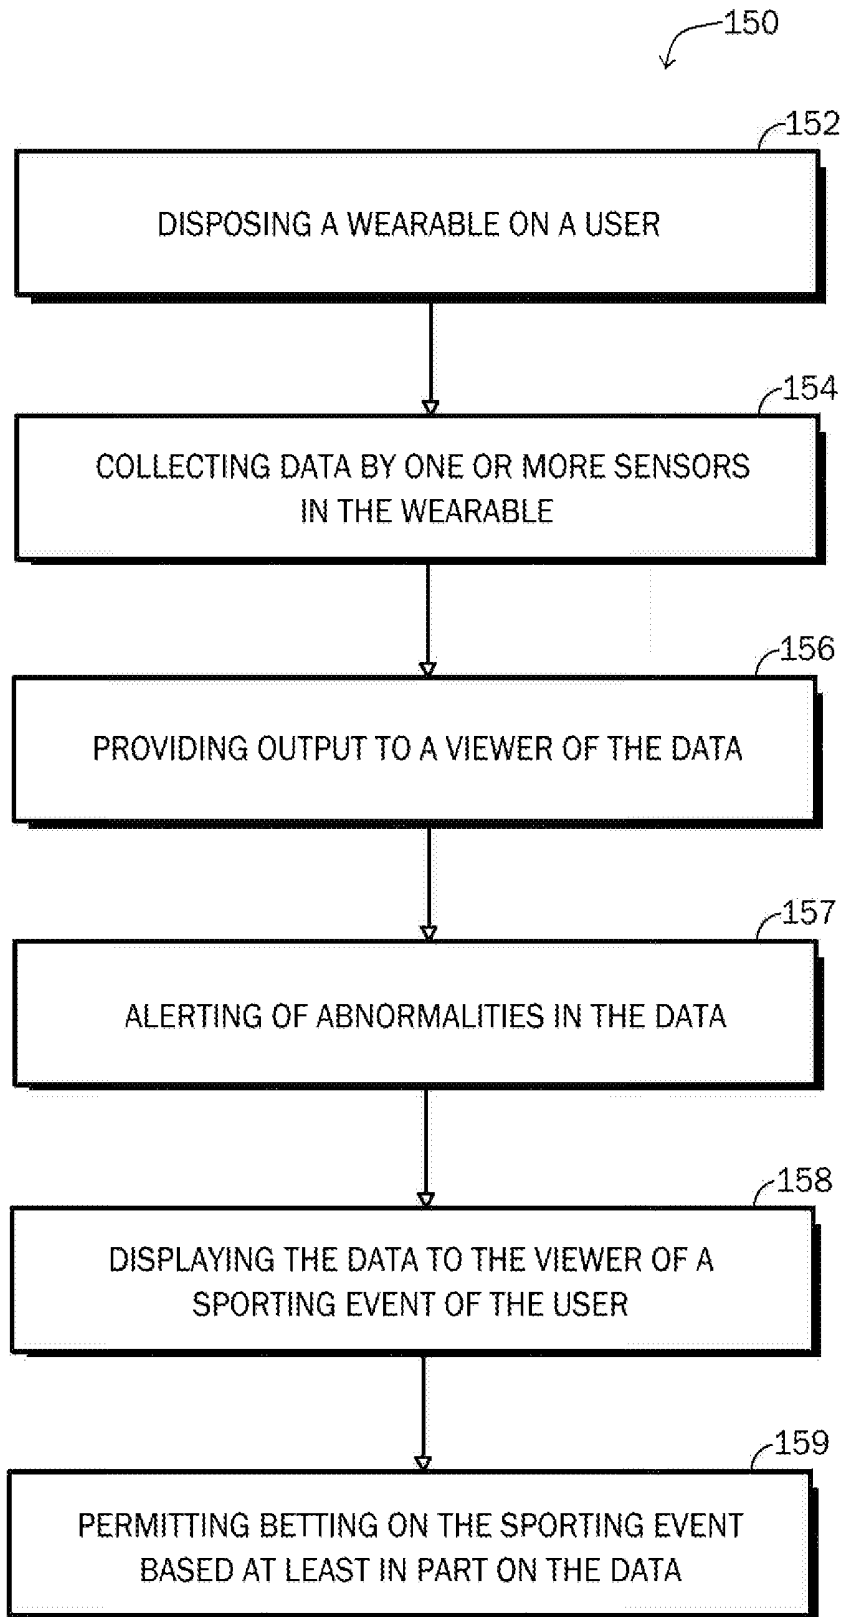 150
152
DISPOSING A WEARABLE ON A USER
154
COLLECTING DATA BY ONE OR MORE SENSORS
IN THE WEARABLE
156
PROVIDING OUTPUT TO A VIEWER OF THE DATA
157
ALERTING OF ABNORMALITIES IN THE DATA
158
DISPLAYING THE DATA TO THE VIEWER OF A
SPORTING EVENT OF THE USER
159
PERMITTING BETTING ON THE SPORTING EVENT
BASED AT LEAST IN PART ON THE DATA